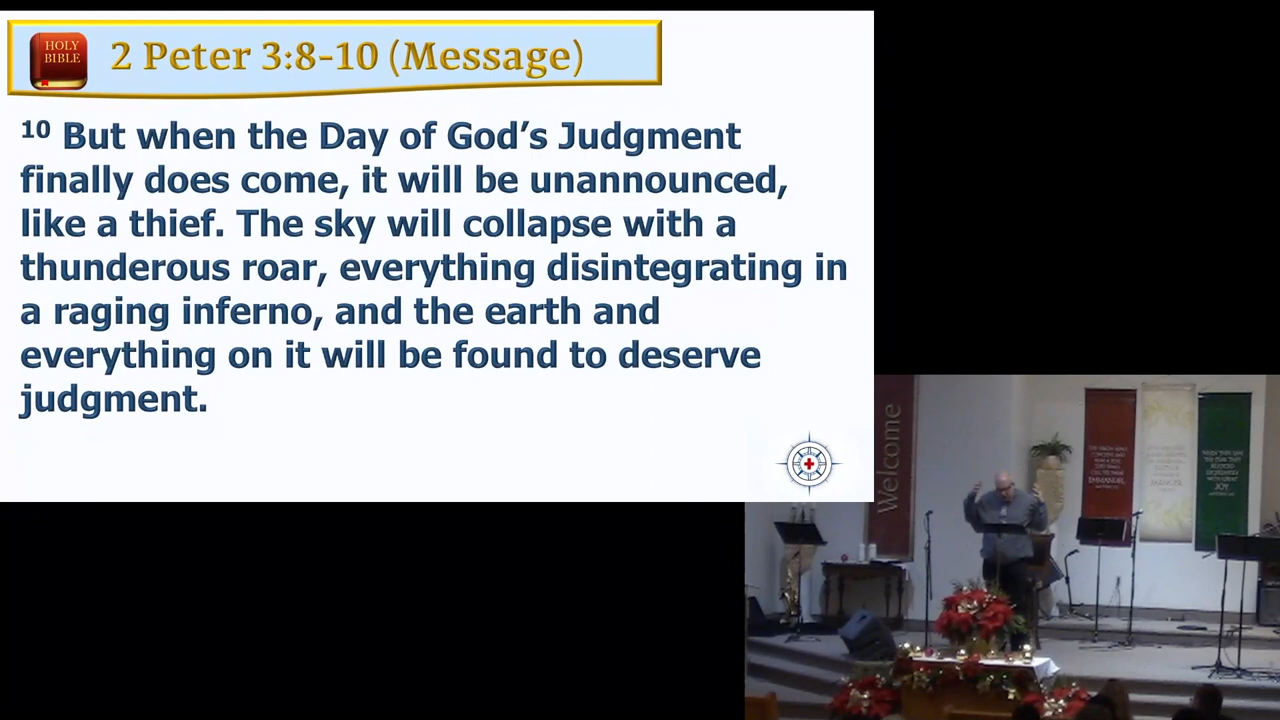 HOLY
BIBLE
2 Peter 3:8-10 (Message)
10 But when the Day of God’s Judgment
finally does come, it will be unannounced,
like a thief. The sky will collapse with a
thunderous roar, everything disintegrating in
a raging inferno, and the earth and
everything on it will be found to deserve
judgment.
Welcome
EMMANUEL
JOY